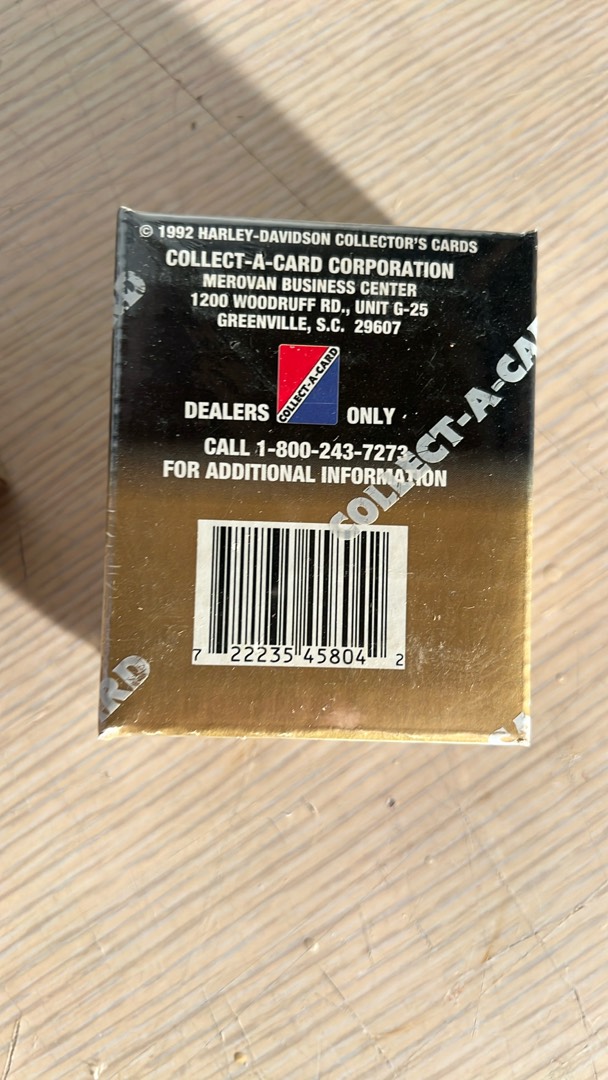 © 1992 HARLEY-DAVIDSON COLLECTOR'S CARDS
COLLECT-A-CARD CORPORATION
MEROVAN BUSINESS CENTER
1200 WOODRUFF RD., UNIT G-25
GREENVILLE, S.C. 29607
COLLECT-A-CARD
DEALERS ONLY
CALL 1-800-243-7273
FOR ADDITIONAL INFORMATION
COLLECT-A-CA
7 22235 45804 2
RD